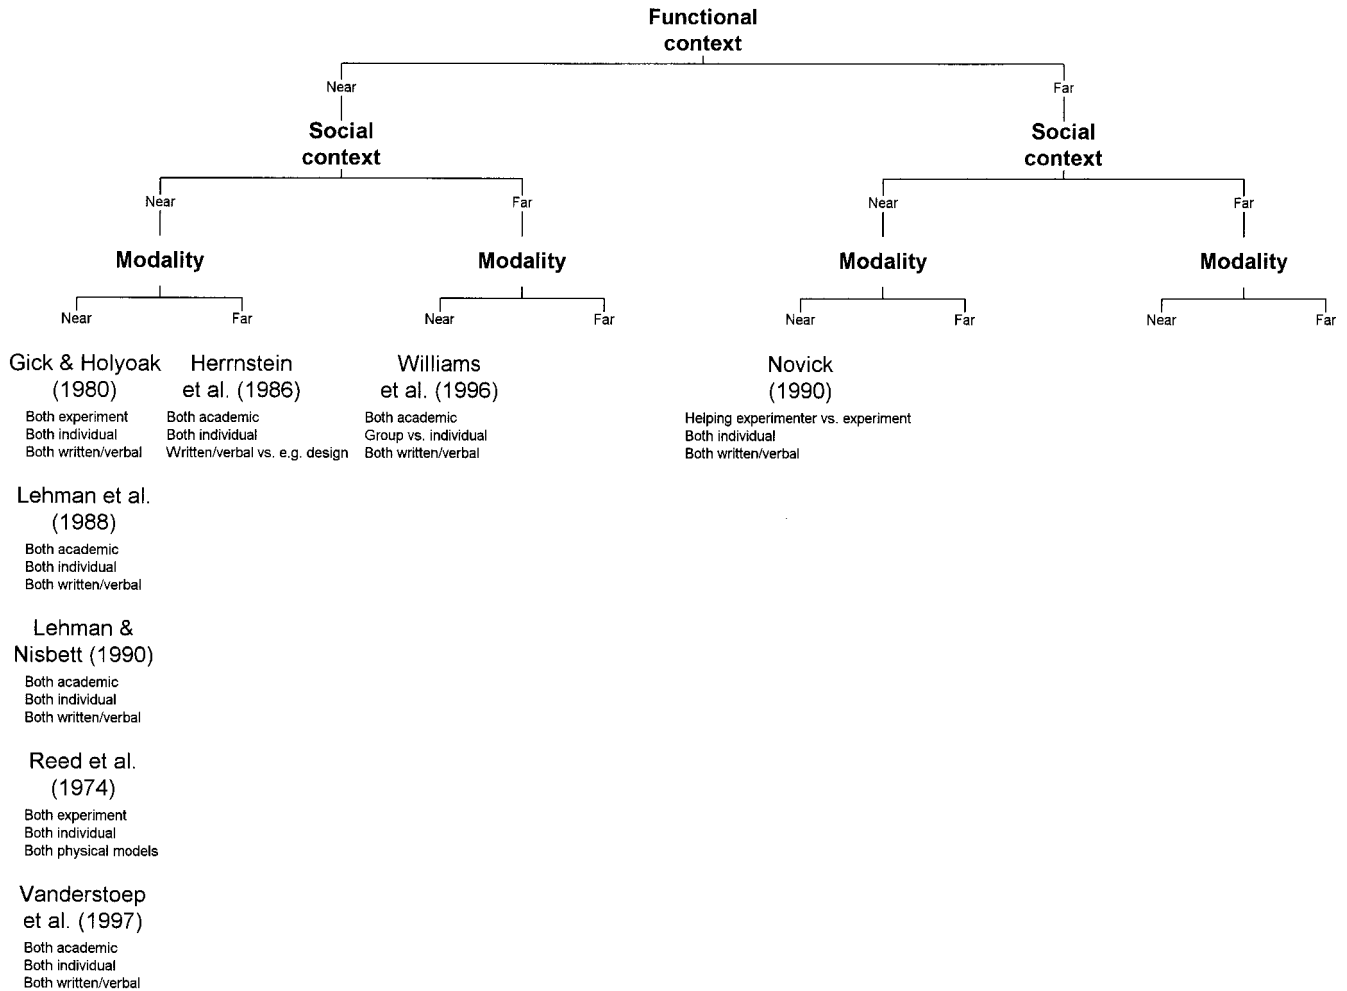 Functional
context
Near
Far
Social
context
Social
context
Near
Far
Near
Far
Modality
Modality
Modality
Modality
Near
Far
Near
Far
Near
Far
Near
Far
Gick & Holyoak
(1980)
Both experiment
Both individual
Both written/verbal
Herrnstein
et al. (1986)
Both academic
Both individual
Written/verbal vs. e.g. design
Williams
et al. (1996)
Both academic
Group vs. individual
Both written/verbal
Novick
(1990)
Helping experimenter vs. experiment
Both individual
Both written/verbal
Lehman et al.
(1988)
Both academic
Both individual
Both written/verbal
Lehman &
Nisbett (1990)
Both academic
Both individual
Both written/verbal
Reed et al.
(1974)
Both experiment
Both individual
Both physical models
Vanderstoep
et al. (1997)
Both academic
Both individual
Both written/verbal